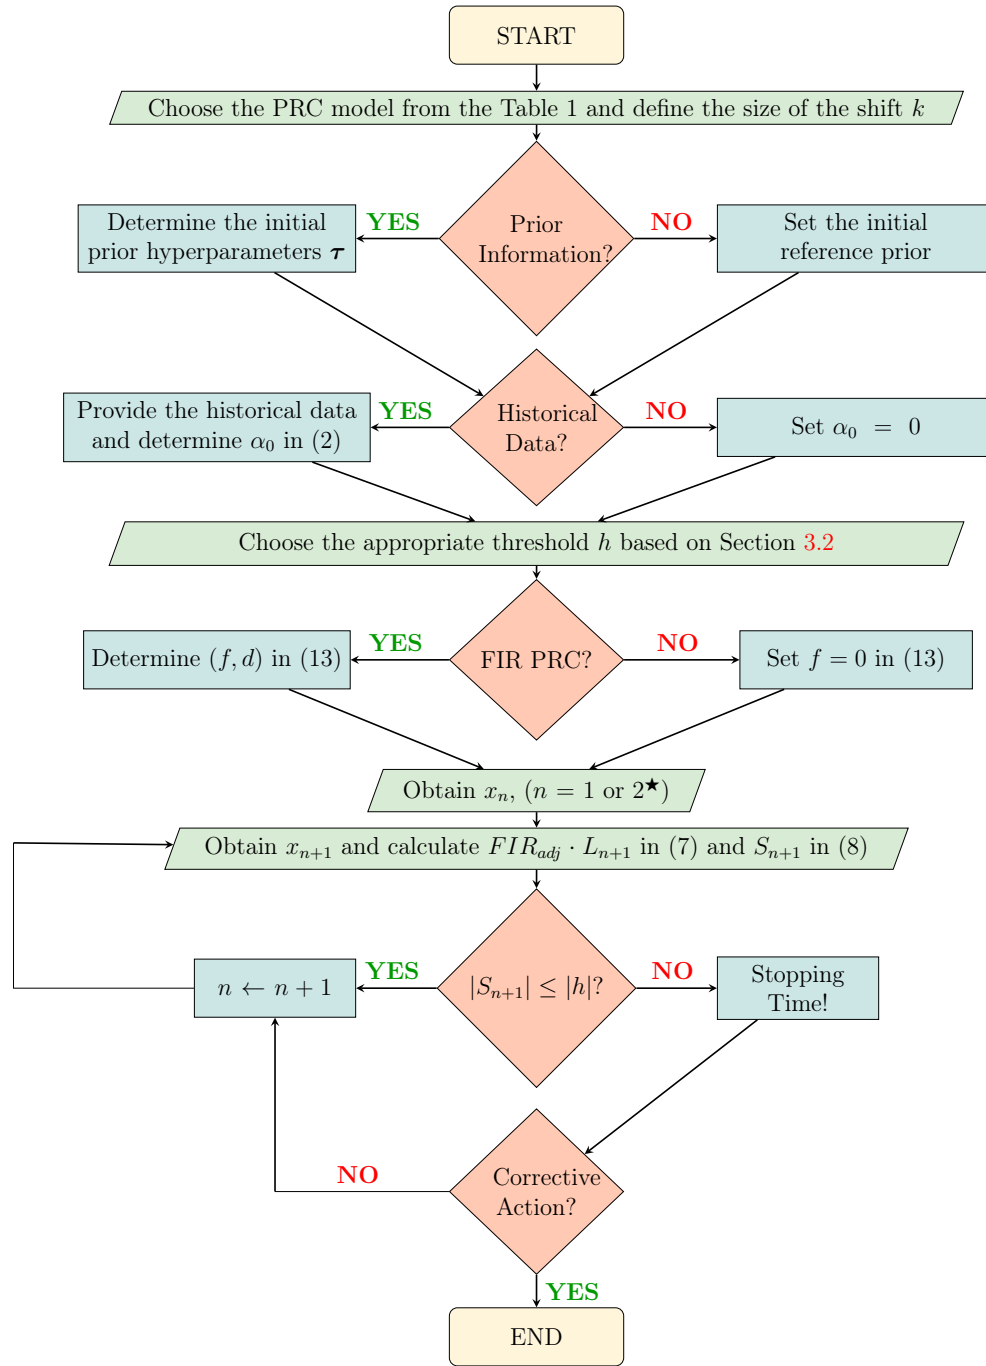 START
Choose the PRC model from the Table 1 and define the size of the shift k
Prior
Information?
YES
NO
Determine the initial
prior hyperparameters τ
Set the initial
reference prior
Historical
Data?
YES
NO
Provide the historical data
and determine α₀ in (2)
Set α₀ = 0
Choose the appropriate threshold h based on Section 3.2
FIR PRC?
YES
NO
Determine (f, d) in (13)
Set f = 0 in (13)
Obtain xₙ, (n = 1 or 2★)
Obtain xₙ₊₁ and calculate FIR_adj · Lₙ₊₁ in (7) and Sₙ₊₁ in (8)
|Sₙ₊₁| ≤ |h|?
YES
NO
n ← n + 1
Stopping
Time!
Corrective
Action?
NO
YES
END